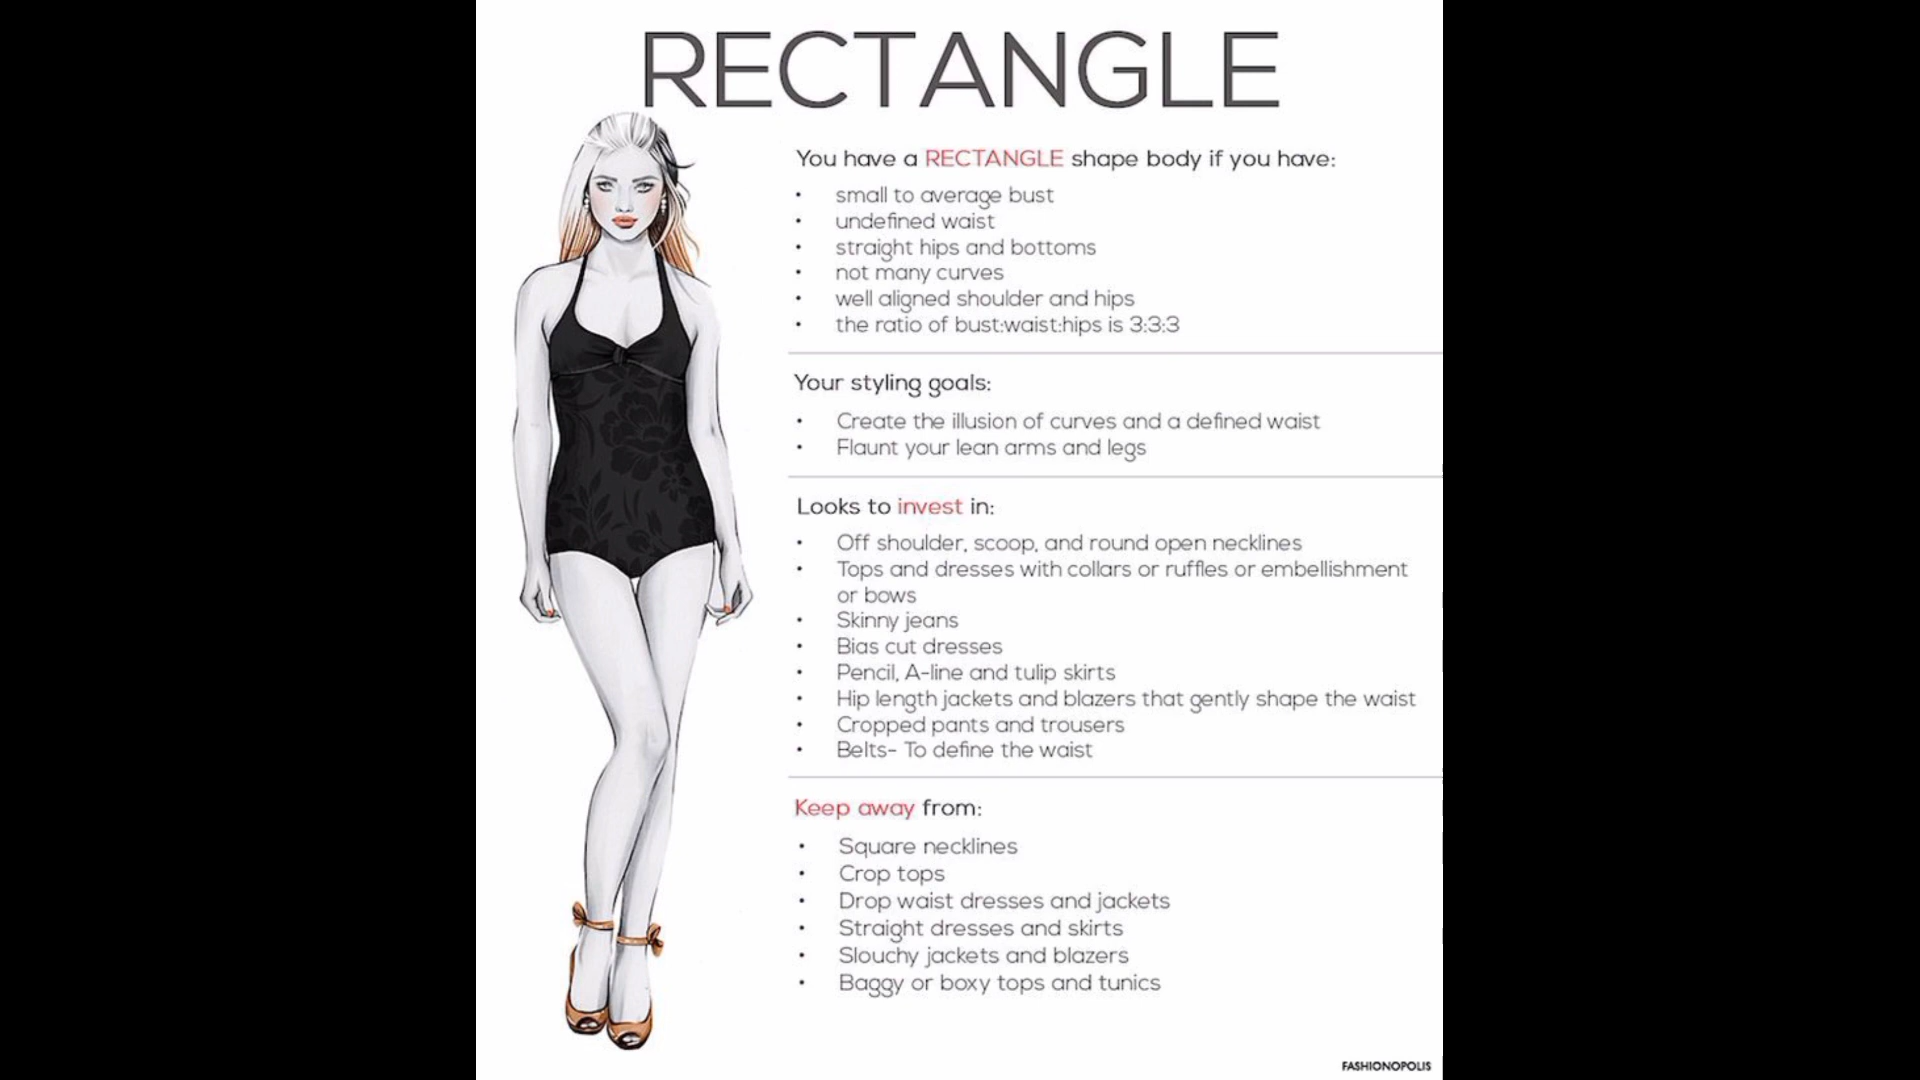 RECTANGLE
You have a RECTANGLE shape body if you have:
• small to average bust
• undefined waist
• straight hips and bottoms
• not many curves
• well aligned shoulder and hips
• the ratio of bust:waist:hips is 3:3:3
Your styling goals:
• Create the illusion of curves and a defined waist
• Flaunt your lean arms and legs
Looks to invest in:
• Off shoulder, scoop, and round open necklines
• Tops and dresses with collars or ruffles or embellishment
or bows
• Skinny jeans
• Bias cut dresses
• Pencil, A-line and tulip skirts
• Hip length jackets and blazers that gently shape the waist
• Cropped pants and trousers
• Belts- To define the waist
Keep away from:
• Square necklines
• Crop tops
• Drop waist dresses and jackets
• Straight dresses and skirts
• Slouchy jackets and blazers
• Baggy or boxy tops and tunics
FASHIONOPOLIS